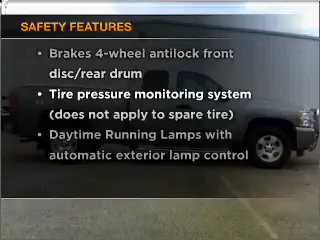 SAFETY FEATURES
• Brakes 4-wheel antilock front
disc/rear drum
• Tire pressure monitoring system
(does not apply to spare tire)
• Daytime Running Lamps with
automatic exterior lamp control